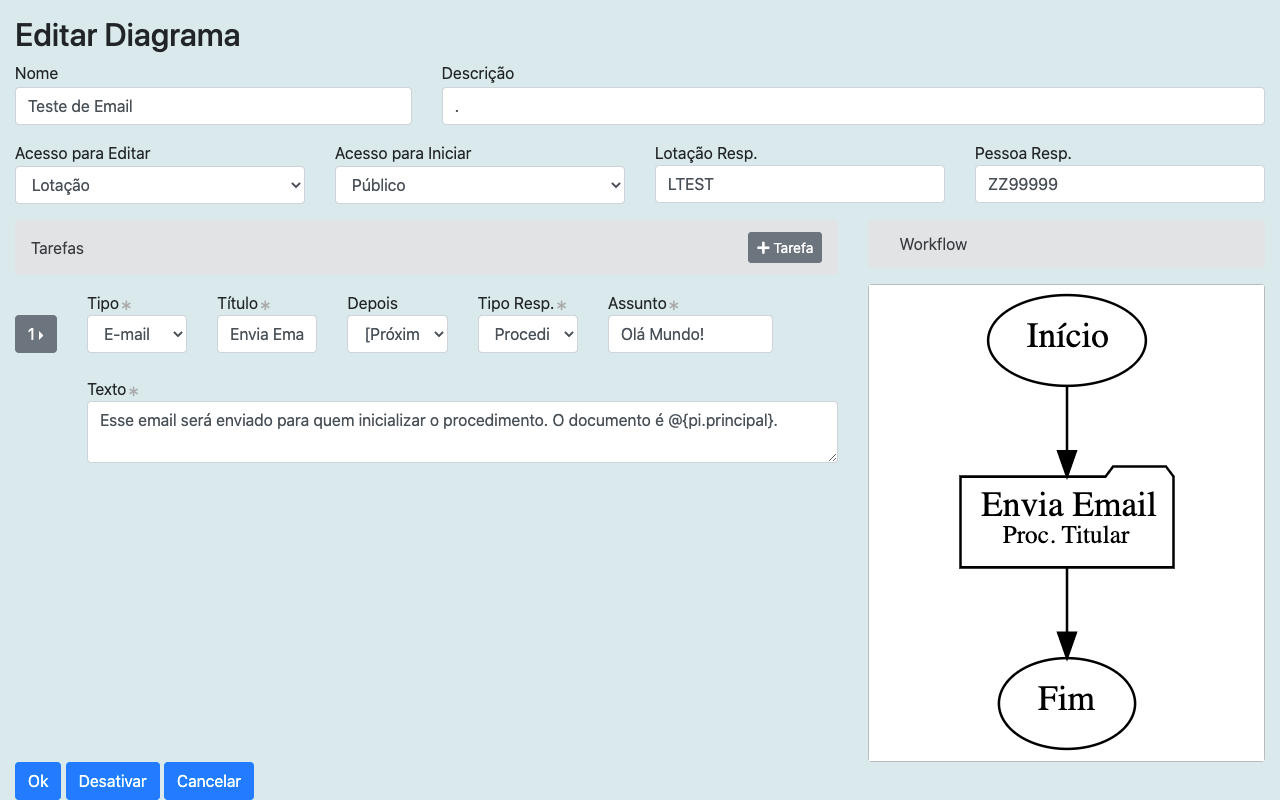 Editar Diagrama
Nome
Descrição
Teste de Email
.
Acesso para Editar
Acesso para Iniciar
Lotação Resp.
Pessoa Resp.
Lotação
Público
LTEST
ZZ99999
Tarefas
+ Tarefa
Workflow
Tipo*
Título*
Depois
Tipo Resp.*
Assunto*
1
E-mail
Envia Ema
[Próxim
Procedi
Olá Mundo!
Texto*
Esse email será enviado para quem inicializar o procedimento. O documento é @{pi.principal}.
Início
Envia Email
Proc. Titular
Fim
Ok
Desativar
Cancelar